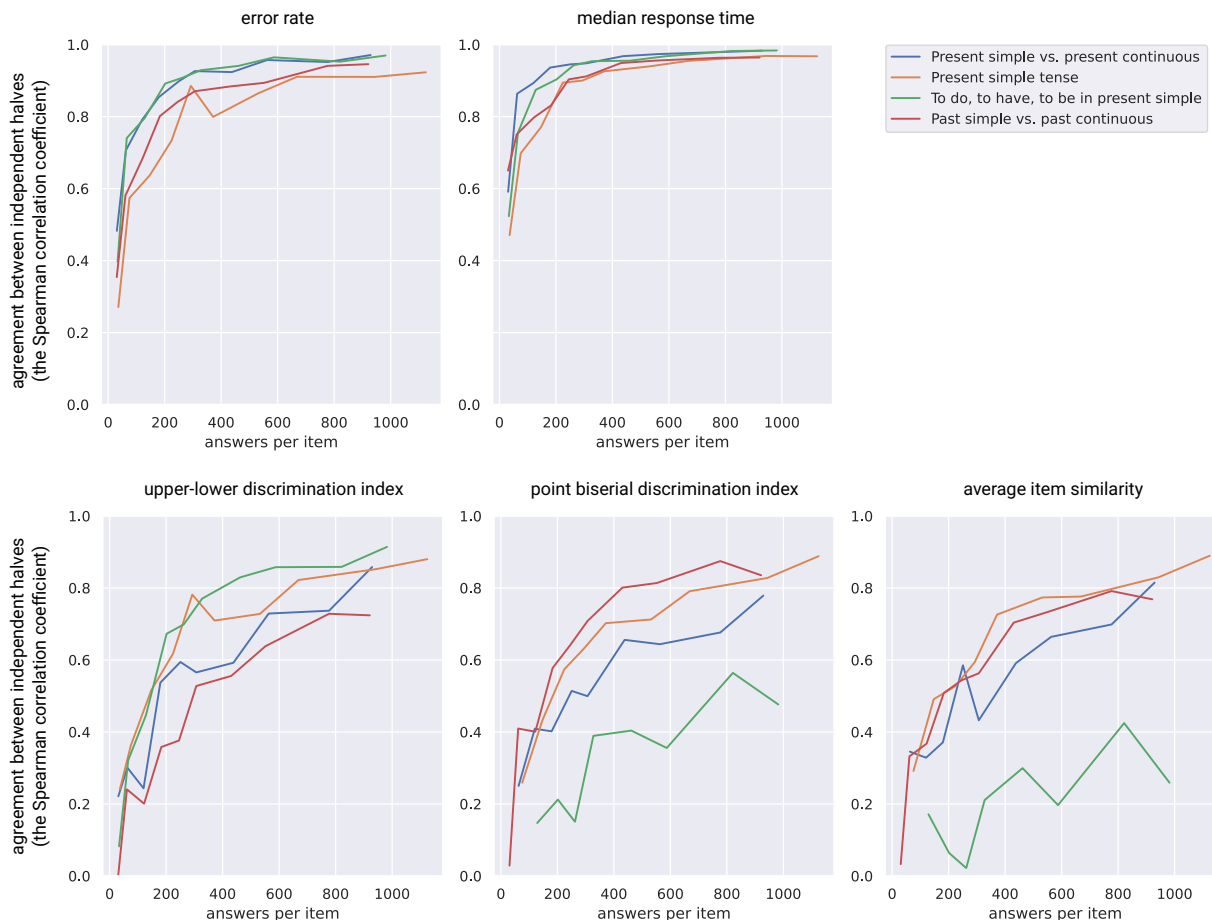 error rate
median response time
agreement between independent halves
(the Spearman correlation coefficient)
1.0
0.8
0.6
0.4
0.2
0.0
0 200 400 600 800 1000
answers per item
1.0
0.8
0.6
0.4
0.2
0.0
0 200 400 600 800 1000
answers per item
Present simple vs. present continuous
Present simple tense
To do, to have, to be in present simple
Past simple vs. past continuous
upper-lower discrimination index
point biserial discrimination index
average item similarity
agreement between independent halves
(the Spearman correlation coefficient)
1.0
0.8
0.6
0.4
0.2
0.0
0 200 400 600 800 1000
answers per item
1.0
0.8
0.6
0.4
0.2
0.0
0 200 400 600 800 1000
answers per item
1.0
0.8
0.6
0.4
0.2
0.0
0 200 400 600 800 1000
answers per item